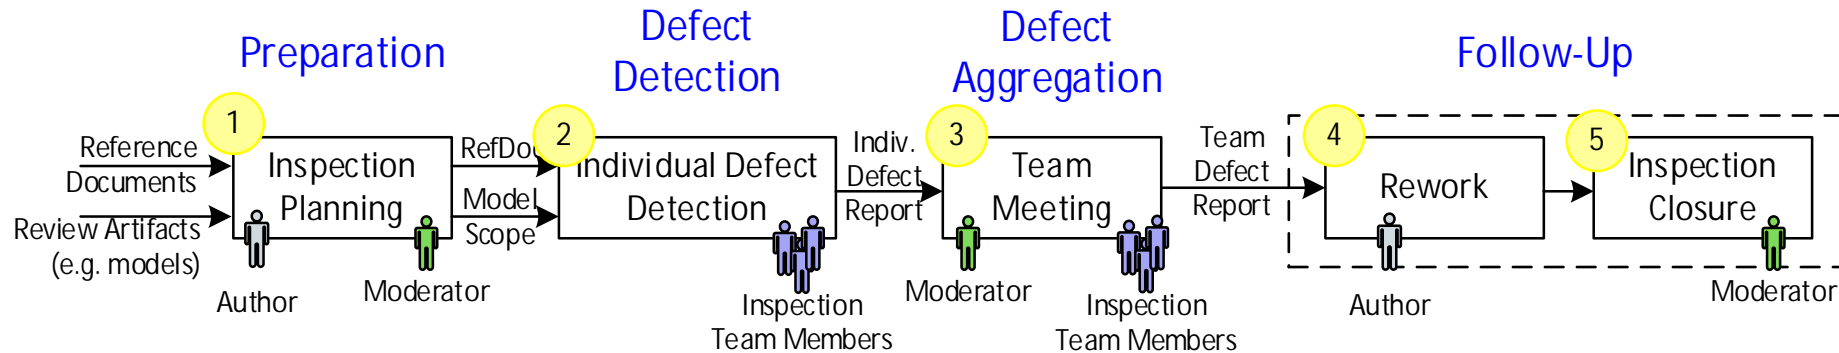 Preparation
Defect
Detection
Defect
Aggregation
Follow-Up
Reference
Documents
Review Artifacts
(e.g. models)
1
Inspection
Planning
Author
Moderator
RefDoc
Model
Scope
2
Individual Defect
Detection
Inspection
Team Members
Indiv.
Defect
Report
3
Team
Meeting
Moderator
Inspection
Team Members
Team
Defect
Report
4
Rework
Author
5
Inspection
Closure
Moderator